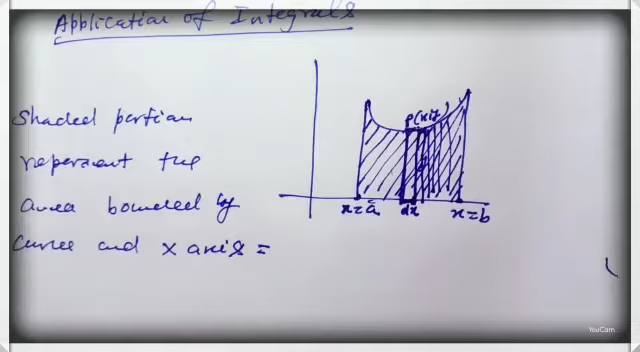 Application of Integrals
Shaded portion
represent the
area bounded by
Curve and x axis =
P(x,y)
x=a
dx
x=b
YouCam